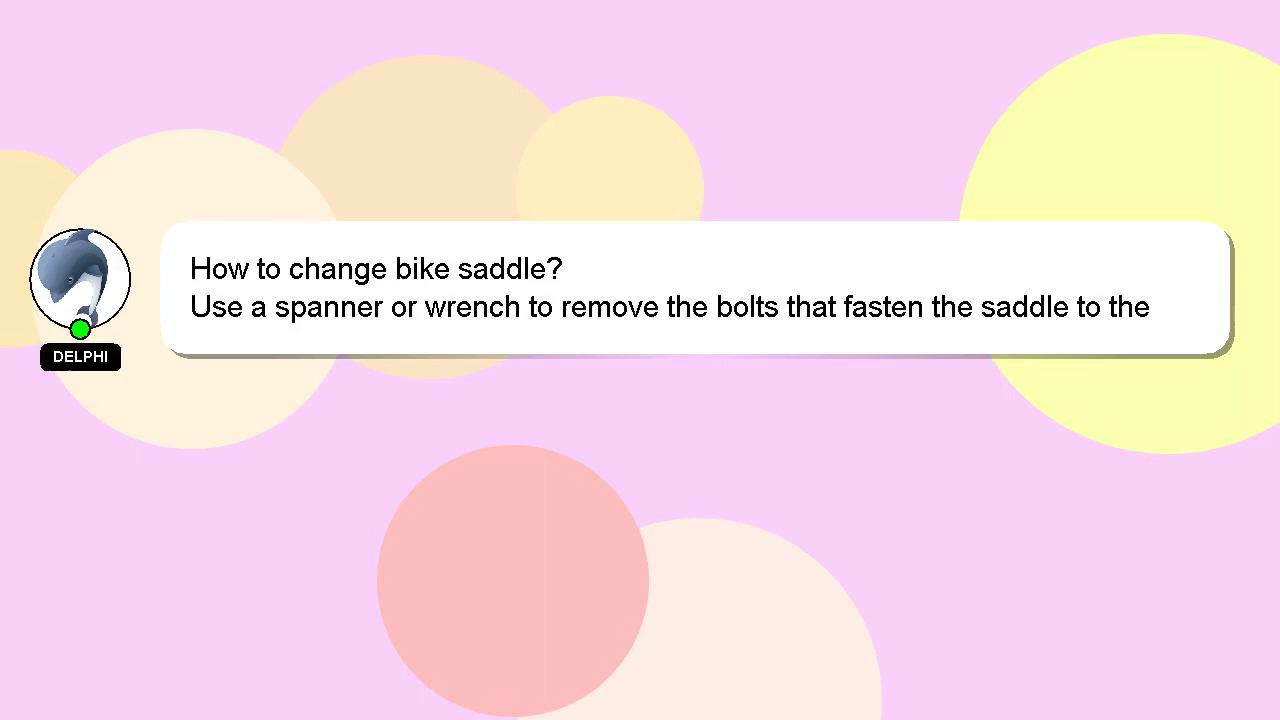 How to change bike saddle?
Use a spanner or wrench to remove the bolts that fasten the saddle to the
DELPHI